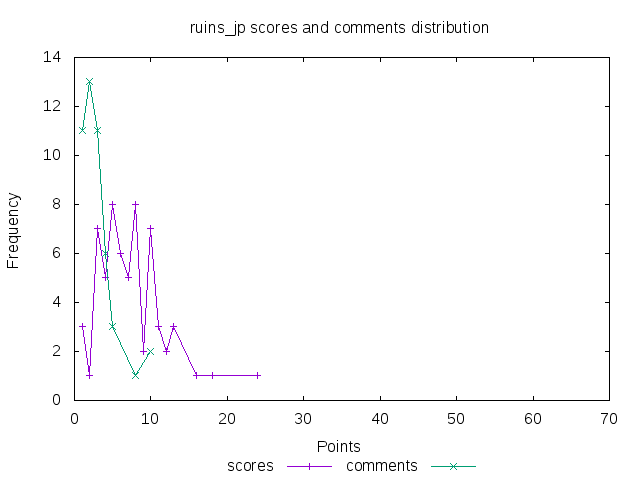 ruins_jp scores and comments distribution
14
12
10
8
6
4
2
0
Frequency
0 10 20 30 40 50 60 70
Points
scores comments